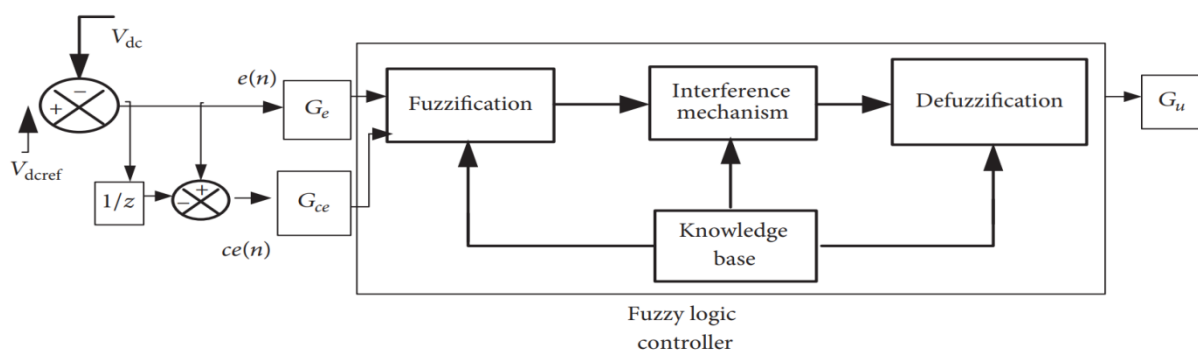 V_dc
−
+
V_dcref
e(n)
G_e
1/z
+
−
ce(n)
G_ce
Fuzzification
Interference
mechanism
Defuzzification
Knowledge
base
G_u
Fuzzy logic
controller